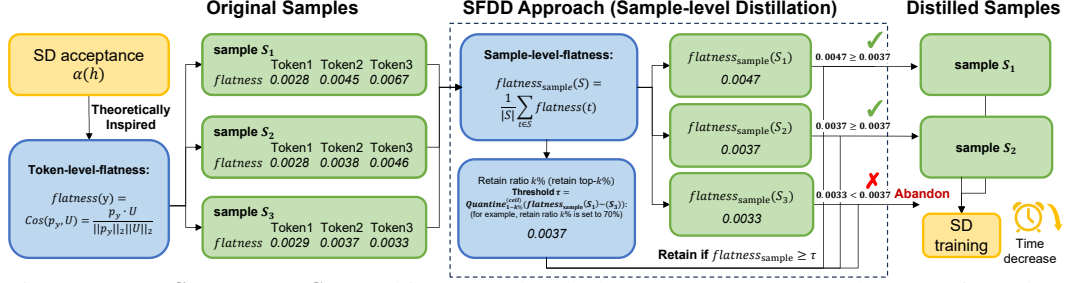 Original Samples
SFDD Approach (Sample-level Distillation)
Distilled Samples
SD acceptance
α(h)
Theoretically
Inspired
Token-level-flatness:
flatness(y) =
Cos(p_y, U) = p_y · U / ||p_y||_2||U||_2
sample S_1
Token1 Token2 Token3
flatness 0.0028 0.0045 0.0067
sample S_2
Token1 Token2 Token3
flatness 0.0028 0.0038 0.0046
sample S_3
Token1 Token2 Token3
flatness 0.0029 0.0037 0.0033
Sample-level-flatness:
flatness_sample(S) =
1/|S| ∑_{t∈S} flatness(t)
Retain ratio k% (retain top-k%)
Threshold τ =
Quantine^{(ceil)}_{1−k%}(flatness_sample(S_1)~(S_3)):
(for example, retain ratio k% is set to 70%)
0.0037
flatness_sample(S_1)
0.0047
flatness_sample(S_2)
0.0037
flatness_sample(S_3)
0.0033
✓
0.0047 ≥ 0.0037
✓
0.0037 ≥ 0.0037
✗
0.0033 < 0.0037
Abandon
Retain if flatness_sample ≥ τ
sample S_1
sample S_2
SD
training
Time
decrease